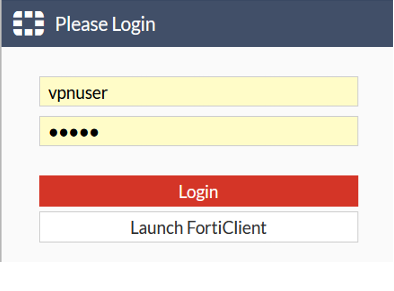 Please Login
vpnuser
●●●●●
Login
Launch FortiClient